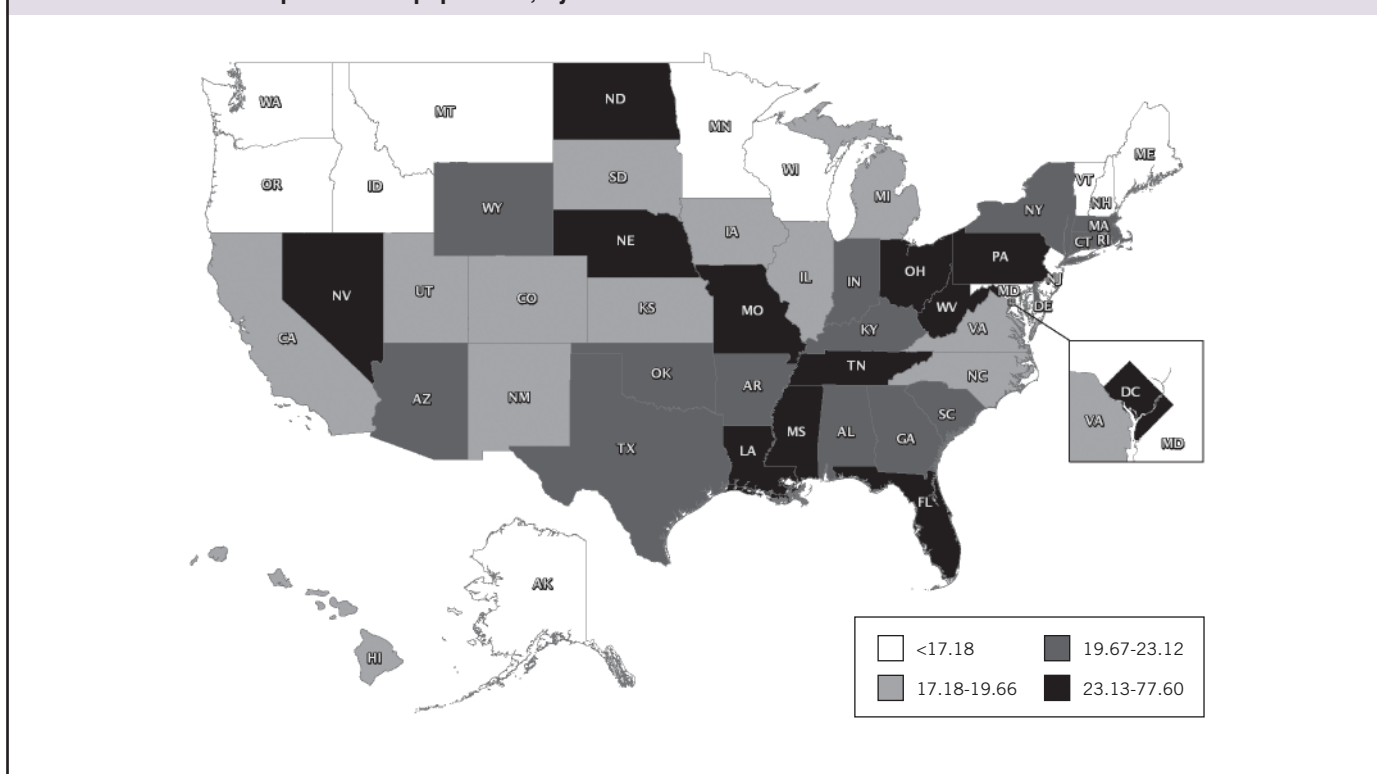 WA
MT
ND
MN
ME
OR
ID
SD
WI
VT
NH
WY
MI
NY
MA
CT RI
IA
NE
PA
NJ
NV
UT
CO
IL
IN
OH
MD
DE
KS
MO
WV
VA
CA
KY
AZ
NM
OK
AR
TN
NC
SC
TX
LA
MS
AL
GA
FL
DC
VA
MD
AK
HI
<17.18
19.67-23.12
17.18-19.66
23.13-77.60